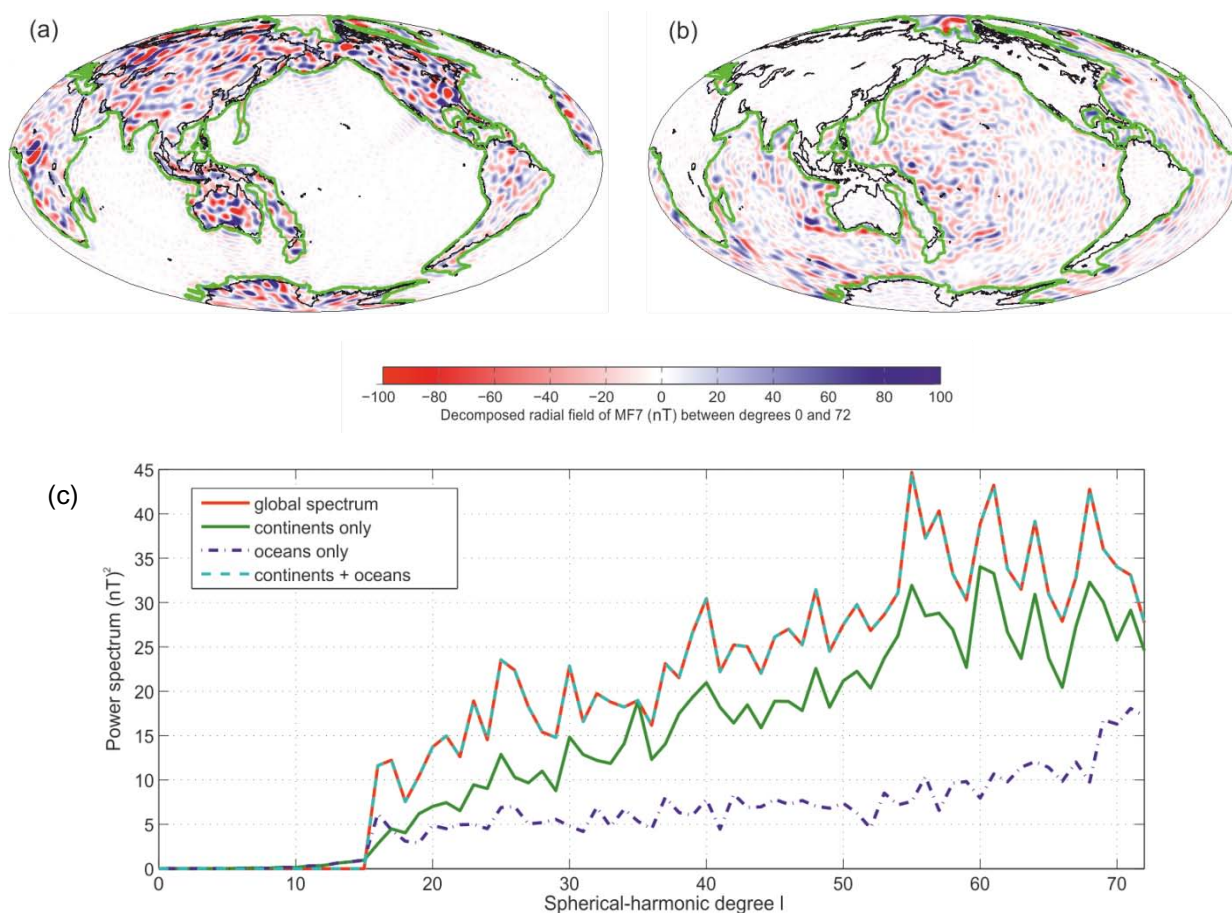 (a)
(b)
−100 −80 −60 −40 −20 0 20 40 60 80 100
Decomposed radial field of MF7 (nT) between degrees 0 and 72
(c)
Power spectrum (nT)²
45
40
35
30
25
20
15
10
5
0
global spectrum
continents only
oceans only
continents + oceans
0 10 20 30 40 50 60 70
Spherical-harmonic degree l